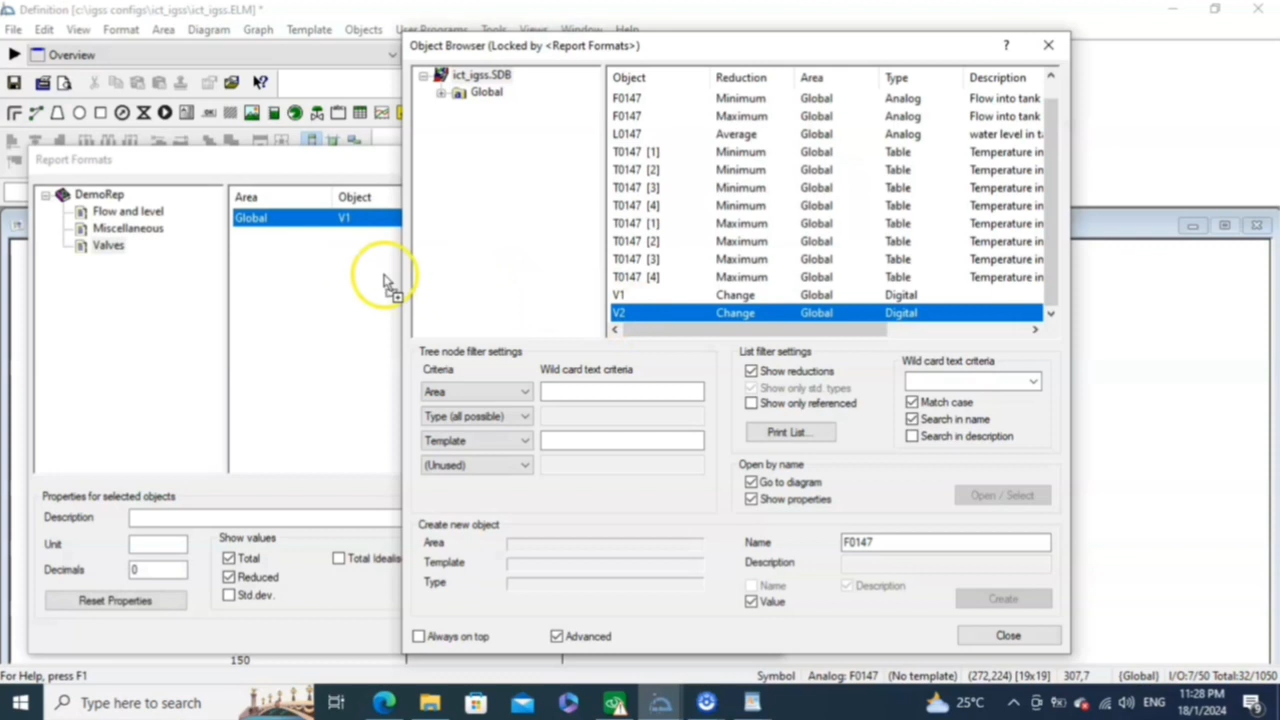 Definition [c:\igss configs\ict_igss\ict_igss.ELM] *
File Edit View Format Area Diagram Graph Template Objects User Programs Tools Views Window Help
Overview
Object Browser (Locked by <Report Formats>)
ict_igss.SDB
Global
Object Reduction Area Type Description
F0147 Minimum Global Analog Flow into tank
F0147 Maximum Global Analog Flow into tank
L0147 Average Global Analog water level in ta
T0147 [1] Minimum Global Table Temperature in
T0147 [2] Minimum Global Table Temperature in
T0147 [3] Minimum Global Table Temperature in
T0147 [4] Minimum Global Table Temperature in
T0147 [1] Maximum Global Table Temperature in
T0147 [2] Maximum Global Table Temperature in
T0147 [3] Maximum Global Table Temperature in
T0147 [4] Maximum Global Table Temperature in
V1 Change Global Digital
V2 Change Global Digital
Report Formats
DemoRep
Flow and level
Miscellaneous
Valves
Area Object
Global V1
Tree node filter settings
Criteria Wild card text criteria
Area
Type (all possible)
Template
(Unused)
List filter settings
Show reductions
Show only std. types
Show only referenced
Print List...
Wild card text criteria
Match case
Search in name
Search in description
Open by name
Go to diagram
Show properties
Open / Select
Create new object
Area
Template
Type
Name F0147
Description
Name Description
Value
Create
Always on top Advanced Close
Properties for selected objects
Description
Unit
Decimals 0
Show values
Total Total Idealis
Reduced
Std.dev.
Reset Properties
150
For Help, press F1 Symbol Analog: F0147 (No template) (272,224) [19x19] 307,7 (Global) I/O:7/50 Total:32/1050
Type here to search
25°C
ENG
11:28 PM
18/1/2024